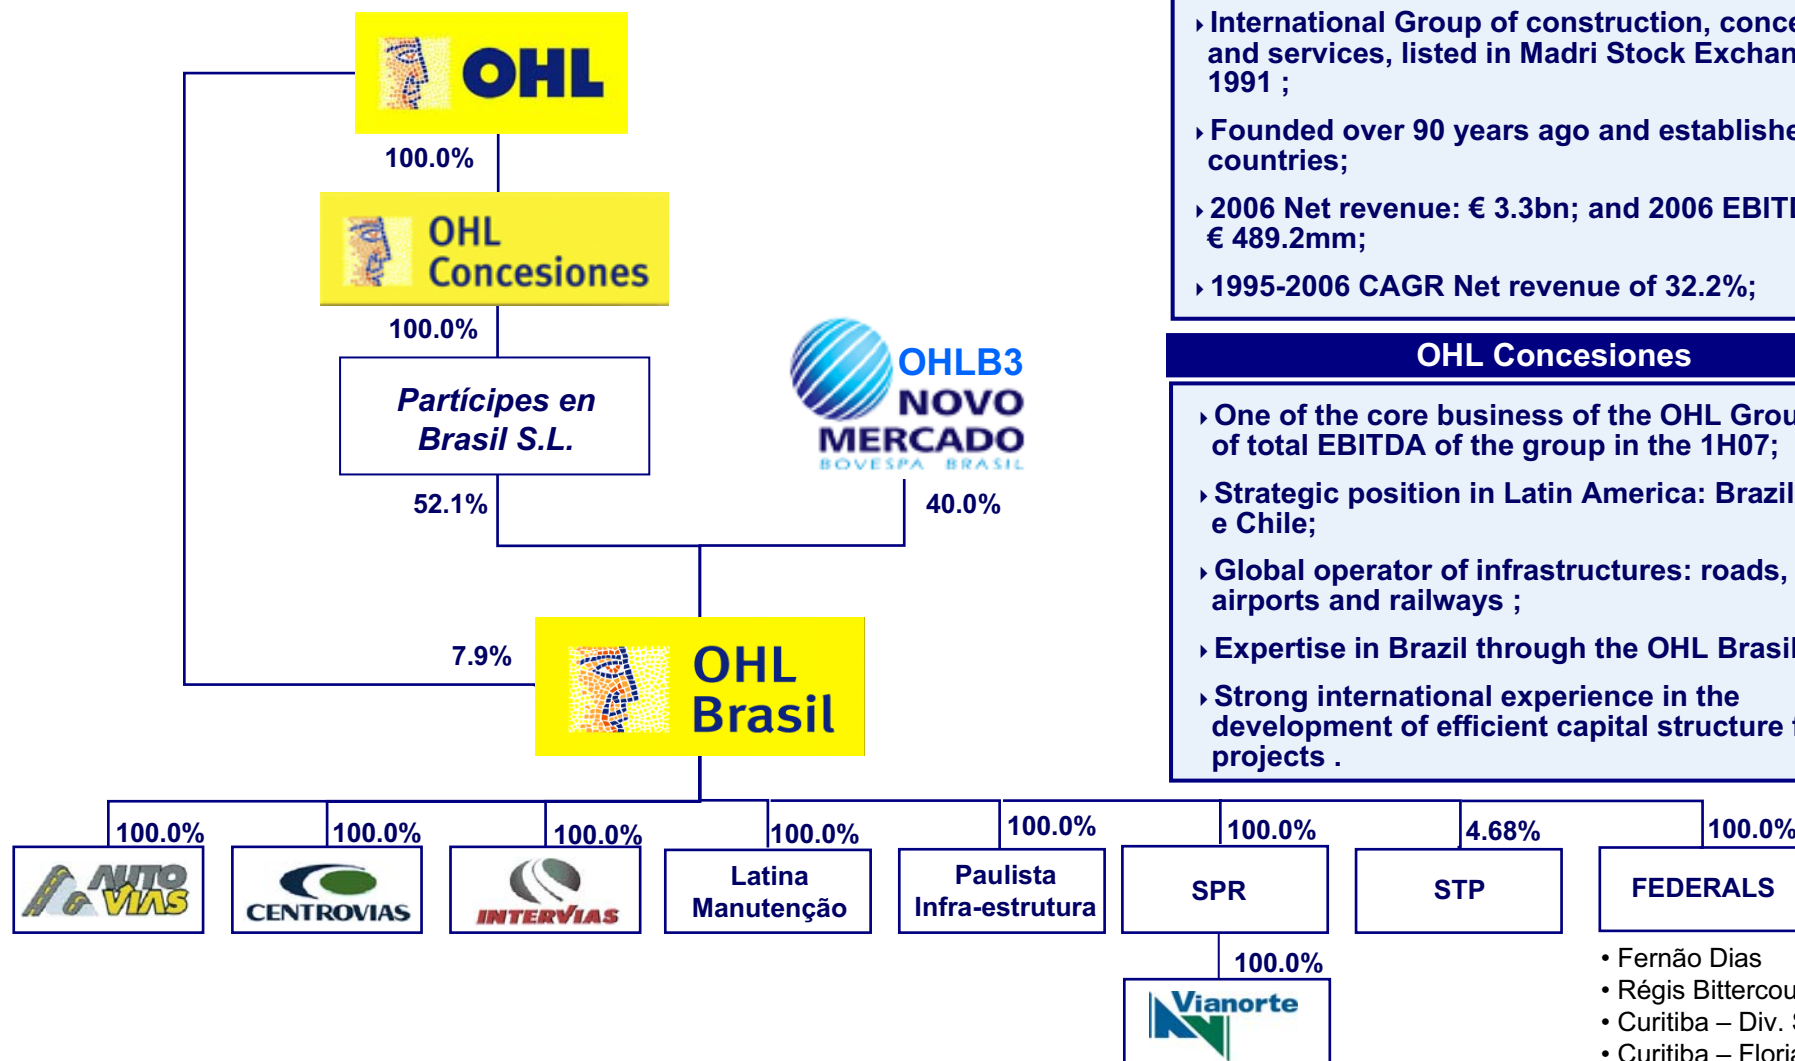 OHL
100.0%
OHL
Concesiones
100.0%
Partícipes en
Brasil S.L.
52.1%
OHLB3
NOVO
MERCADO
BOVESPA BRASIL
40.0%
7.9%
OHL
Brasil
International Group of construction,
and services, listed in Madri Stock
1991 ;
Founded over 90 years ago and
countries;
2006 Net revenue: € 3.3bn; and 2006
€ 489.2mm;
1995-2006 CAGR Net revenue of 32.2%;
OHL Concesiones
One of the core business of the OHL
of total EBITDA of the group in the 1H07;
Strategic position in Latin America: Brazil
e Chile;
Global operator of infrastructures: roads,
airports and railways ;
Expertise in Brazil through the OHL Brasil
Strong international experience in the
development of efficient capital structure
projects .
100.0% 100.0% 100.0% 100.0% 100.0% 100.0% 4.68% 100.0%
AUTO
VIAS
CENTROVIAS
INTERVIAS
Latina
Manutenção
Paulista
Infra-estrutura
SPR
STP
FEDERALS
100.0%
Vianorte
• Fernão Dias
• Régis
• Curitiba – Div.
• Curitiba –